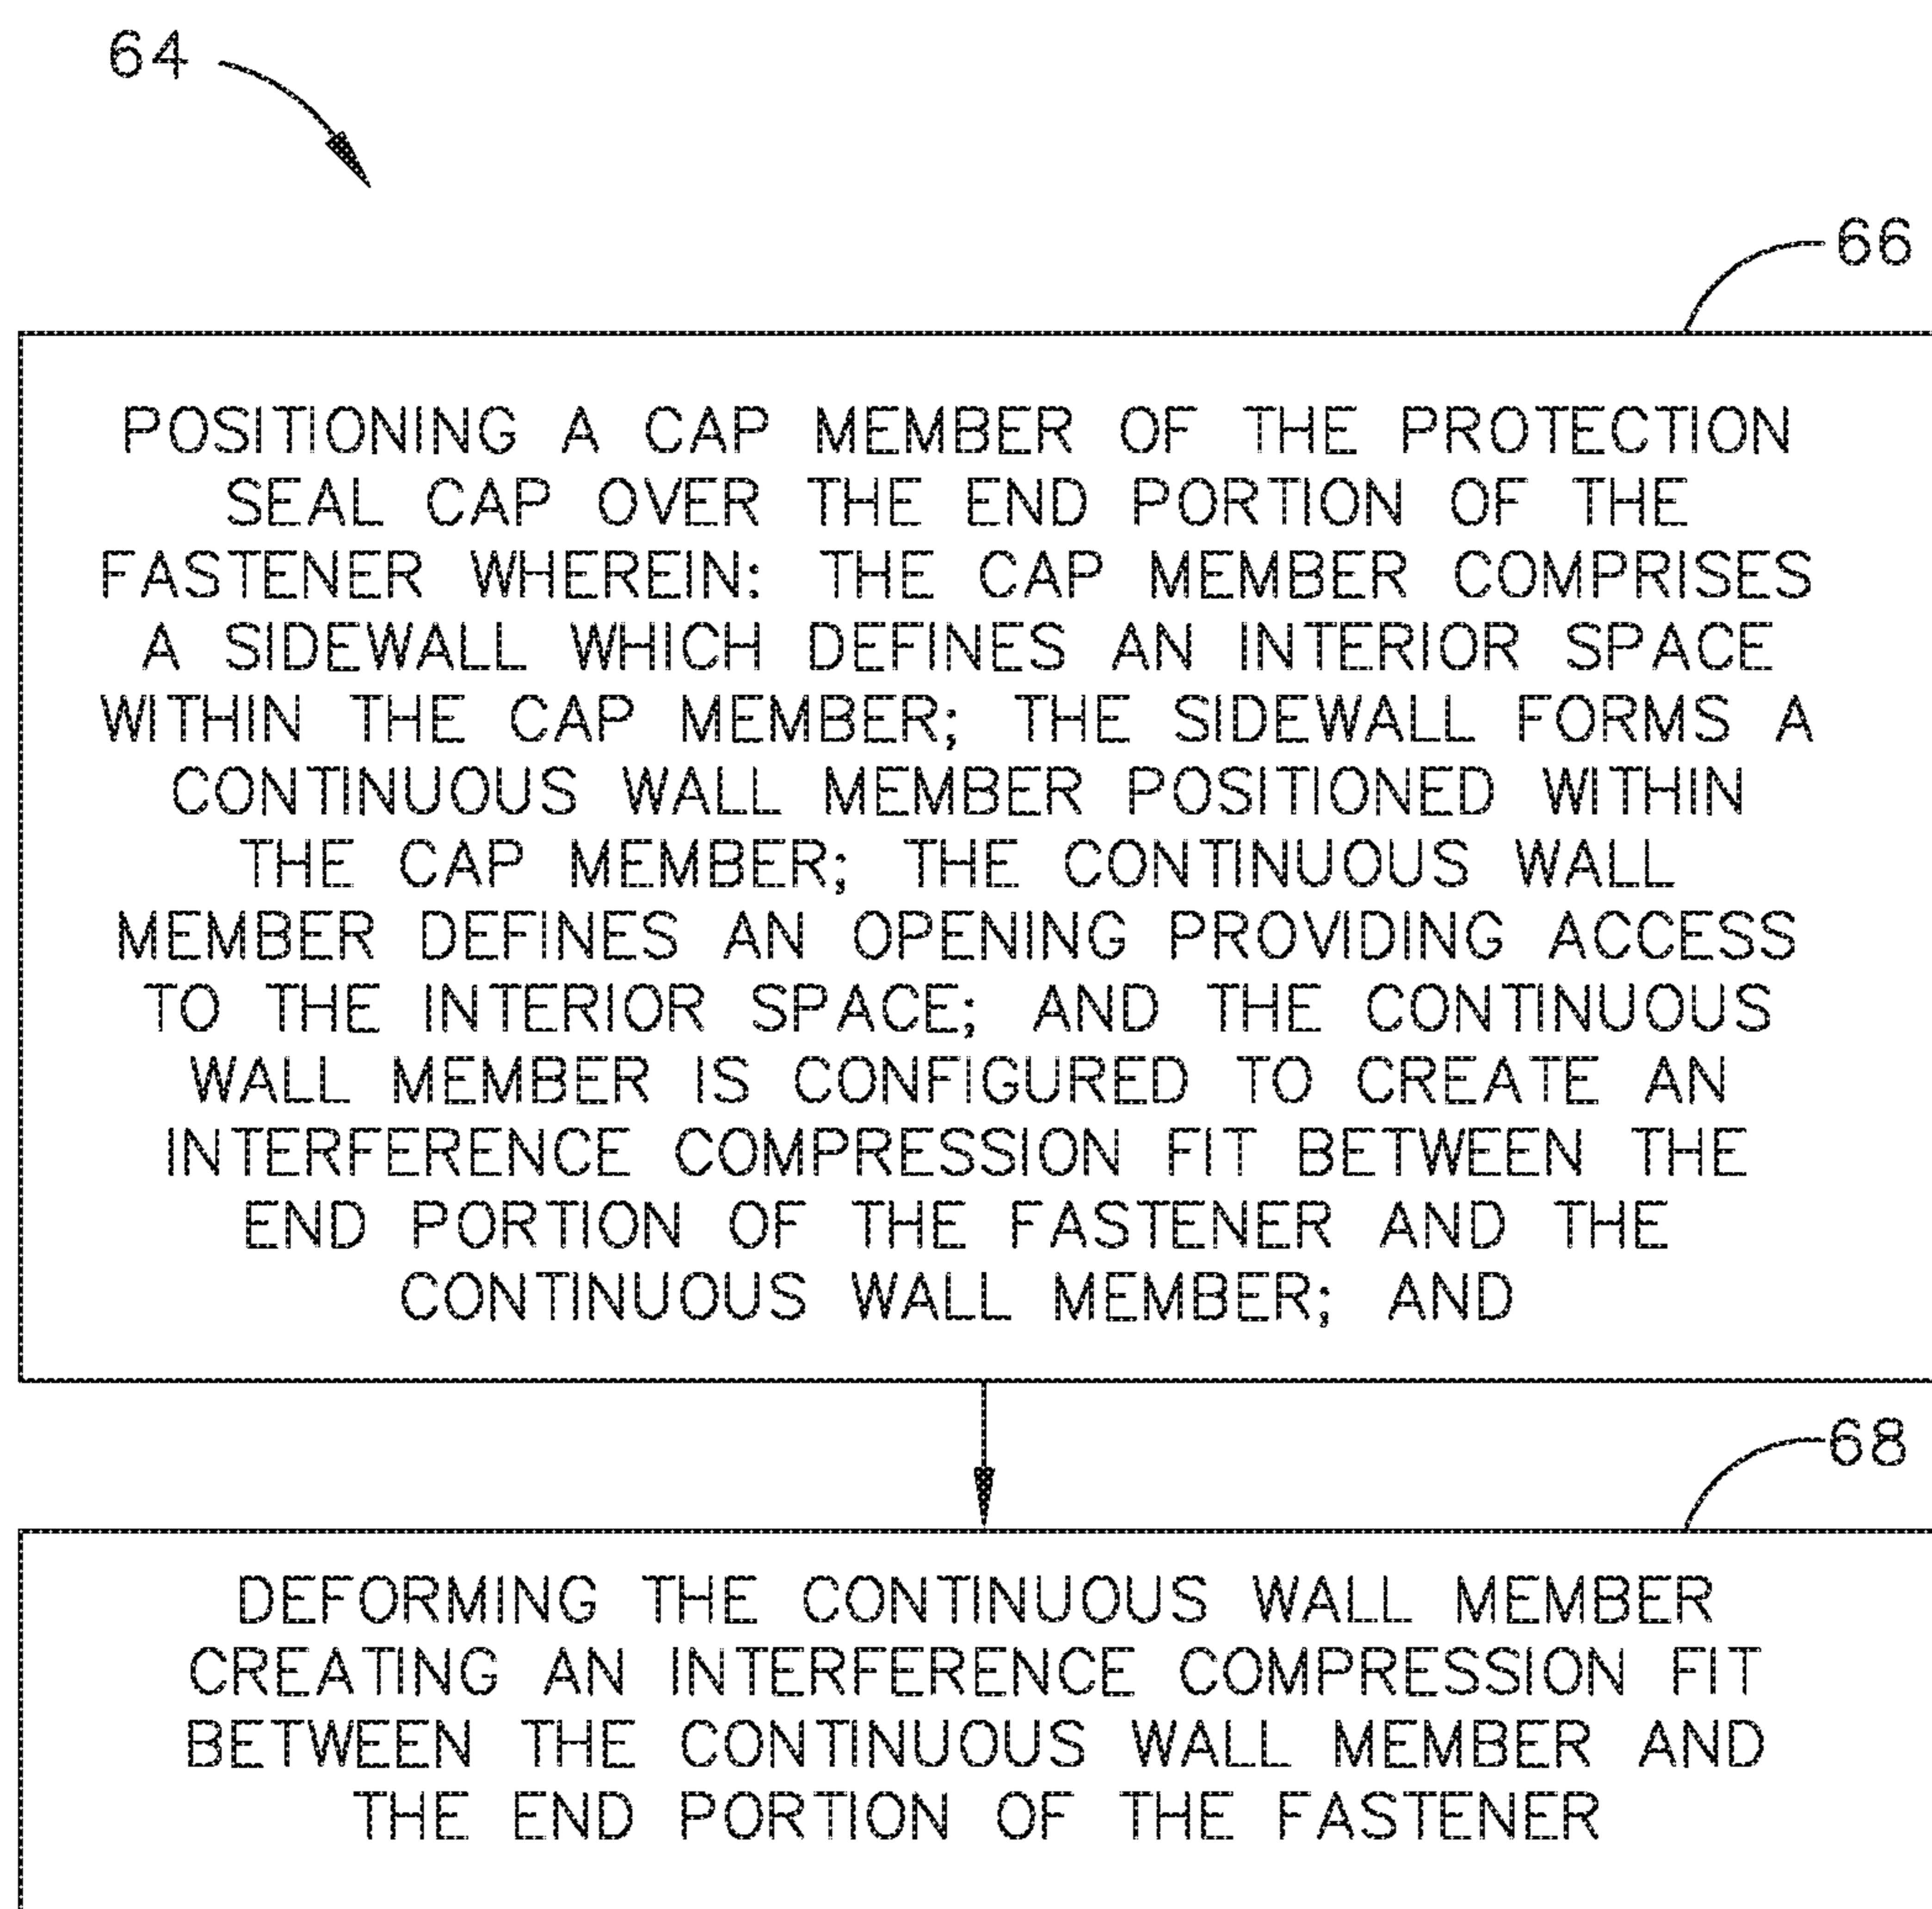 64
66
POSITIONING A CAP MEMBER OF THE PROTECTION
SEAL CAP OVER THE END PORTION OF THE
FASTENER WHEREIN: THE CAP MEMBER COMPRISES
A SIDEWALL WHICH DEFINES AN INTERIOR SPACE
WITHIN THE CAP MEMBER; THE SIDEWALL FORMS A
CONTINUOUS WALL MEMBER POSITIONED WITHIN
THE CAP MEMBER; THE CONTINUOUS WALL
MEMBER DEFINES AN OPENING PROVIDING ACCESS
TO THE INTERIOR SPACE; AND THE CONTINUOUS
WALL MEMBER IS CONFIGURED TO CREATE AN
INTERFERENCE COMPRESSION FIT BETWEEN THE
END PORTION OF THE FASTENER AND THE
CONTINUOUS WALL MEMBER; AND
68
DEFORMING THE CONTINUOUS WALL MEMBER
CREATING AN INTERFERENCE COMPRESSION FIT
BETWEEN THE CONTINUOUS WALL MEMBER AND
THE END PORTION OF THE FASTENER